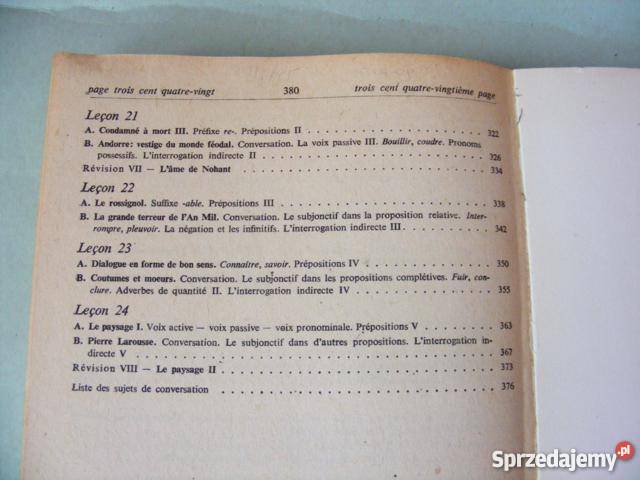 page trois cent quatre-vingt 380 trois cent quatre-vingtième page
Leçon 21
A. Condamné à mort III. Préfixe re-. Prépositions II . . . . . . . . . . . . . . . . . . . . 322
B. Andorre: vestige du monde féodal. Conversation. La voix passive III. Bouillir, coudre. Pronoms
possessifs. L'interrogation indirecte II . . . . . . . . . . . . . . . . . . . . . . . 326
Révision VII — L'âme de Nohant . . . . . . . . . . . . . . . . . . . . . . . . . 334
Leçon 22
A. Le rossignol. Suffixe -able. Prépositions III . . . . . . . . . . . . . . . . . . . . . 338
B. La grande terreur de l'An Mil. Conversation. Le subjonctif dans la proposition relative. Inter-
rompre, pleuvoir. La négation et les infinitifs. L'interrogation indirecte III . . . . . . . . . 342
Leçon 23
A. Dialogue en forme de bon sens. Connaître, savoir. Prépositions IV . . . . . . . . . . . . . 350
B. Coutumes et moeurs. Conversation. Le subjonctif dans les propositions complétives. Fuir, con-
clure. Adverbes de quantité II. L'interrogation indirecte IV . . . . . . . . . . . . . . 355
Leçon 24
A. Le paysage I. Voix active — voix passive — voix pronominale. Prépositions V . . . . . . . . 363
B. Pierre Larousse. Conversation. Le subjonctif dans d'autres propositions. L'interrogation in-
directe V . . . . . . . . . . . . . . . . . . . . . . . . . . . . . . . . . 367
Révision VIII — Le paysage II . . . . . . . . . . . . . . . . . . . . . . . . . . 373
Liste des sujets de conversation . . . . . . . . . . . . . . . . . . . . . . . . . 376
Sprzedajemy.pl